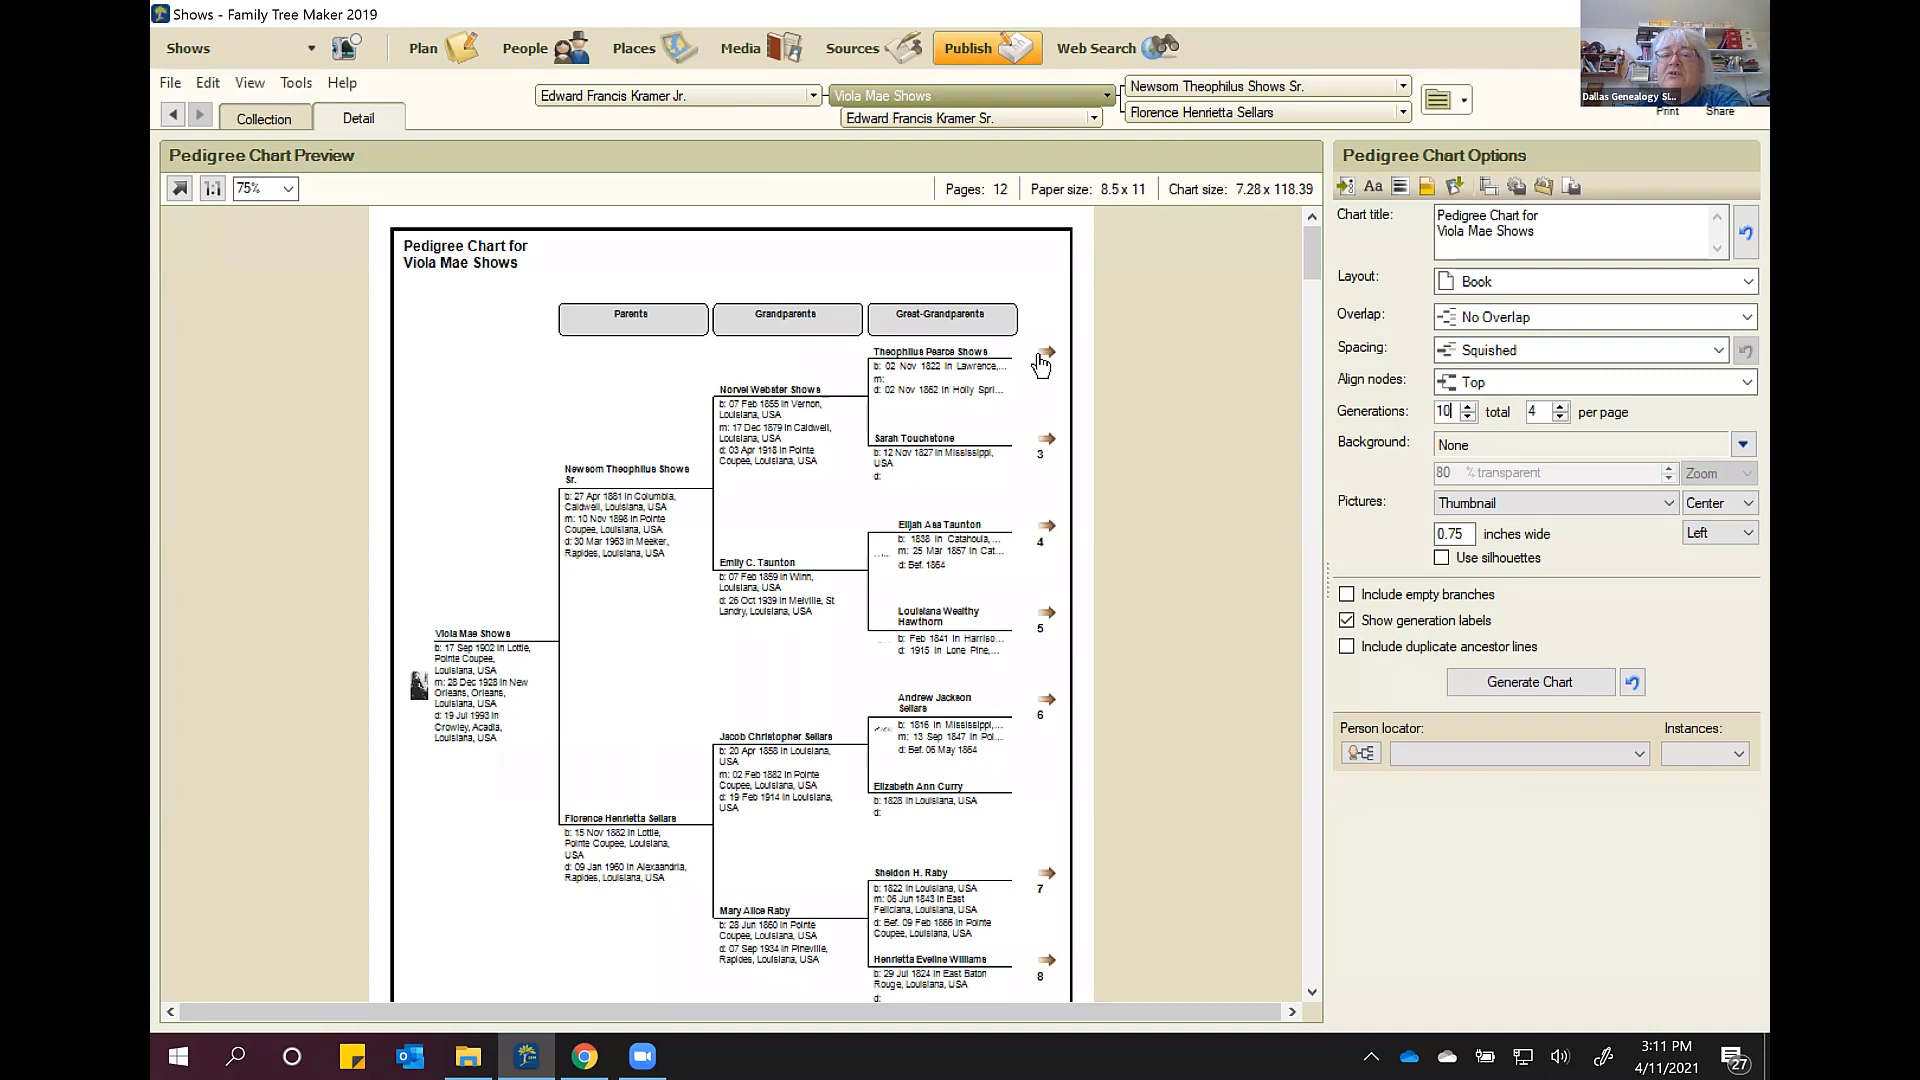 Shows - Family Tree Maker 2019
Shows
Plan
People
Places
Media
Sources
Publish
Web Search
File Edit View Tools Help
Edward Francis Kramer Jr.
Viola Mae Shows
Edward Francis Kramer Sr.
Newsom Theophilus Shows Sr.
Florence Henrietta Sellars
Dallas Genealogy SI...
Print
Share
Collection
Detail
Pedigree Chart Preview
1:1
75%
Pages: 12
Paper size: 8.5 x 11
Chart size: 7.28 x 118.39
Pedigree Chart for
Viola Mae Shows
Parents
Grandparents
Great-Grandparents
Viola Mae Shows
b: 17 Sep 1902 in Lottie,
Pointe Coupee,
Louisiana, USA
m: 28 Dec 1928 in New
Orleans, Orleans,
Louisiana, USA
d: 19 Jul 1993 in
Crowley, Acadia,
Louisiana, USA
Newsom Theophilus Shows
Sr.
b: 27 Apr 1881 in Columbia,
Caldwell, Louisiana, USA
m: 10 Nov 1898 in Pointe
Coupee, Louisiana, USA
d: 30 Mar 1963 in Meeker,
Rapides, Louisiana, USA
Florence Henrietta Sellars
b: 15 Nov 1882 in Lottie,
Pointe Coupee, Louisiana,
USA
d: 09 Jan 1960 in Alexaandria,
Rapides, Louisiana, USA
Norvel Webster Shows
b: 07 Feb 1855 in Vernon,
Louisiana, USA
m: 17 Dec 1879 in Caldwell,
Louisiana, USA
d: 03 Apr 1918 in Pointe
Coupee, Louisiana, USA
Emily C. Taunton
b: 07 Feb 1859 in Winn,
Louisiana, USA
d: 26 Oct 1939 in Melville, St
Landry, Louisiana, USA
Jacob Christopher Sellars
b: 20 Apr 1858 in Louisiana,
USA
m: 02 Feb 1882 in Pointe
Coupee, Louisiana, USA
d: 19 Feb 1914 in Louisiana,
USA
Mary Alice Raby
b: 28 Jun 1860 in Pointe
Coupee, Louisiana, USA
d: 07 Sep 1934 in Pineville,
Rapides, Louisiana, USA
Theophilus Pearce Shows
b: 02 Nov 1822 in Lawrence,...
m:
d: 02 Nov 1862 in Holly Spri...
Sarah Touchstone
b: 12 Nov 1827 in Mississippi,
USA
d:
3
Elijah Asa Taunton
b: 1838 in Catahoula,...
m: 25 Mar 1857 in Cat...
d: Bef. 1864
4
Louisiana Wealthy
Hawthorn
b: Feb 1841 in Harriso...
d: 1915 in Lone Pine,...
5
Andrew Jackson
Sellars
b: 1816 in Mississippi,...
m: 13 Sep 1847 in Poi...
d: Bef. 06 May 1864
6
Elizabeth Ann Curry
b: 1828 in Louisiana, USA
d:
Sheldon H. Raby
b: 1822 in Louisiana, USA
m: 06 Jun 1843 in East
Feliciana, Louisiana, USA
d: Bef. 09 Feb 1866 in Pointe
Coupee, Louisiana, USA
7
Henrietta Eveline Williams
b: 29 Jul 1824 in East Baton
Rouge, Louisiana, USA
d:
8
Pedigree Chart Options
Aa
Chart title:
Pedigree Chart for
Viola Mae Shows
Layout: Book
Overlap: No Overlap
Spacing: Squished
Align nodes: Top
Generations: 10 total 4 per page
Background: None
80 % transparent Zoom
Pictures: Thumbnail Center
0.75 inches wide Left
Use silhouettes
Include empty branches
Show generation labels
Include duplicate ancestor lines
Generate Chart
Person locator:
Instances:
3:11 PM
4/11/2021
27